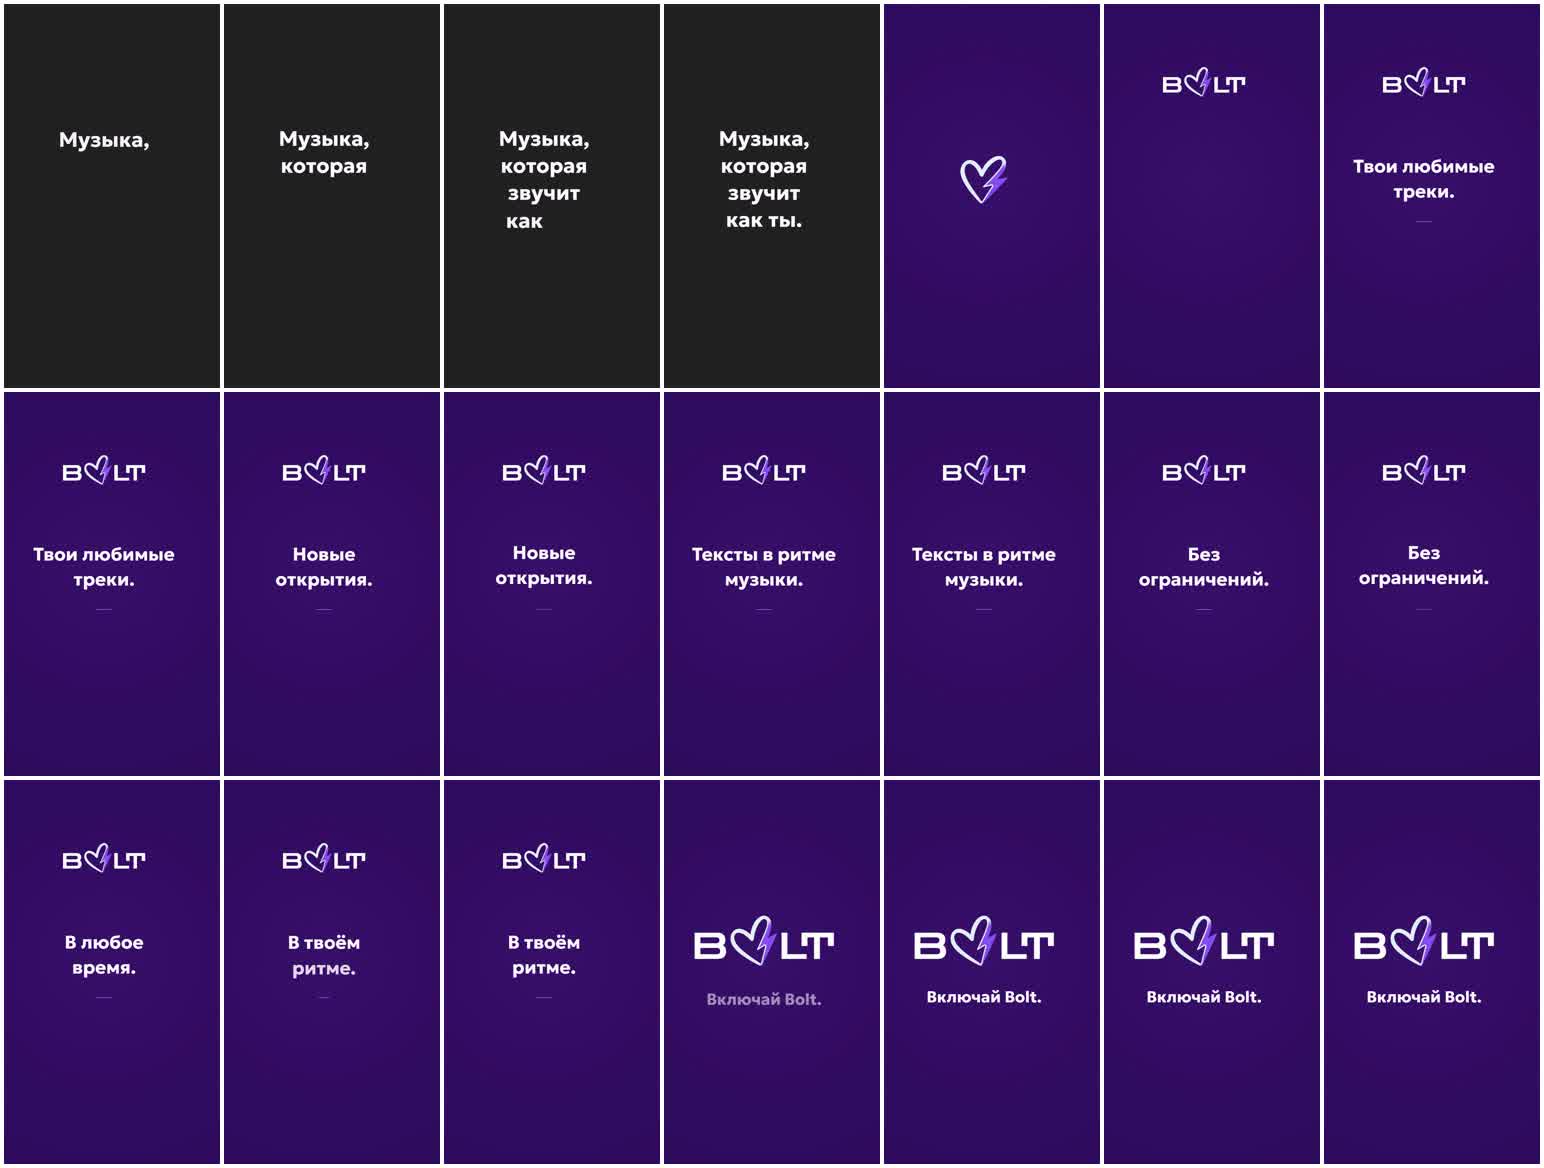 Музыка,
Музыка,
которая
Музыка,
которая
звучит
как
Музыка,
которая
звучит
как ты.
BOLT
BOLT
Твои любимые
треки.
BOLT
Твои любимые
треки.
BOLT
Новые
открытия.
BOLT
Новые
открытия.
BOLT
Тексты в ритме
музыки.
BOLT
Тексты в ритме
музыки.
BOLT
Без
ограничений.
BOLT
Без
ограничений.
BOLT
В любое
время.
BOLT
В твоём
ритме.
BOLT
В твоём
ритме.
BOLT
Включай Bolt.
BOLT
Включай Bolt.
BOLT
Включай Bolt.
BOLT
Включай Bolt.